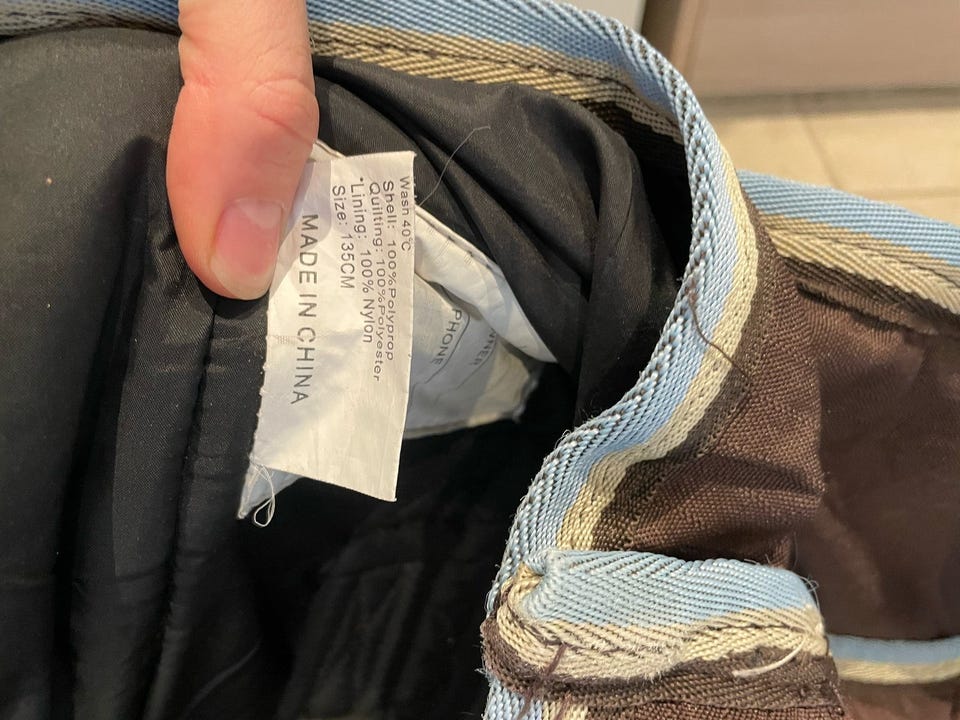 Wash 40°C
Shell: 100%Polyprop
Quilting: 100%Polyester
*Lining: 100% Nylon
Size: 135CM
MADE IN CHINA
PHONE